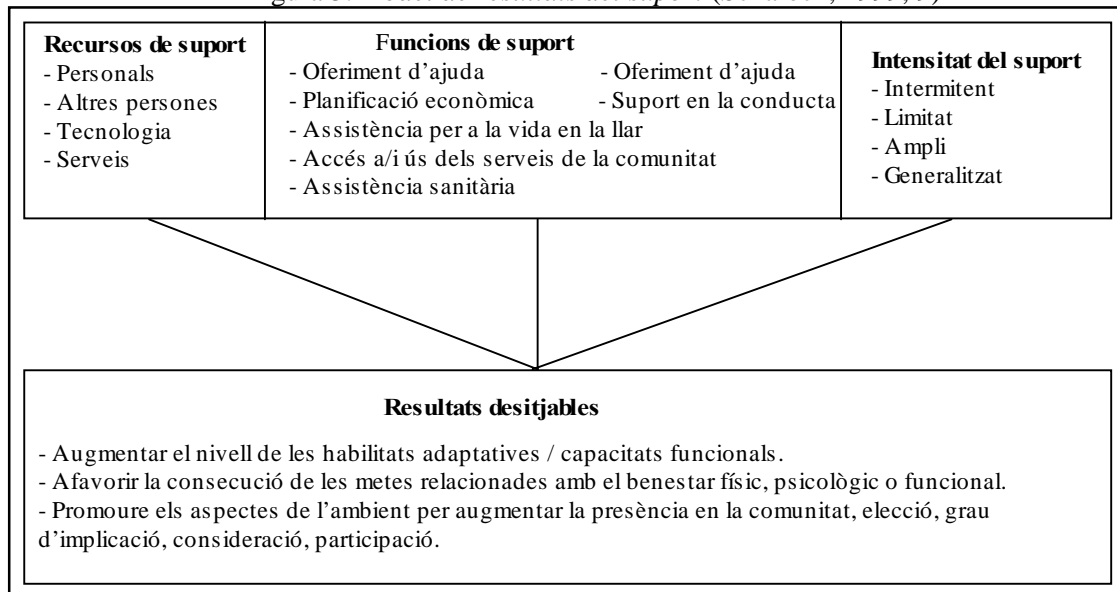 Recursos de suport
- Personals
- Altres persones
- Tecnologia
- Serveis
Funcions de suport
- Oferiment d’ajuda - Oferiment d’ajuda
- Planificació econòmica - Suport en la conducta
- Assistència per a la vida en la llar
- Accés a/i ús dels serveis de la comunitat
- Assistència sanitària
Intensitat del suport
- Intermitent
- Limitat
- Ampli
- Generalitzat
Resultats desitjables
- Augmentar el nivell de les habilitats adaptatives / capacitats funcionals.
- Afavorir la consecució de les metes relacionades amb el benestar físic, psicològic o funcional.
- Promoure els aspectes de l’ambient per augmentar la presència en la comunitat, elecció, grau
d’implicació, consideració, participació.